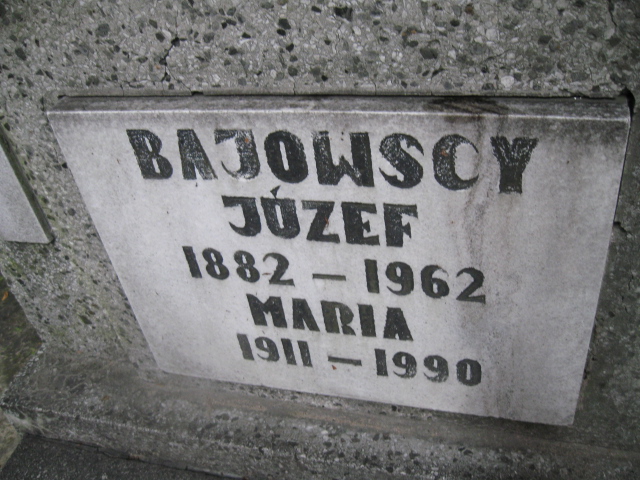 BAJOWSCY
JÓZEF
1882 – 1962
MARIA
1911 – 1990